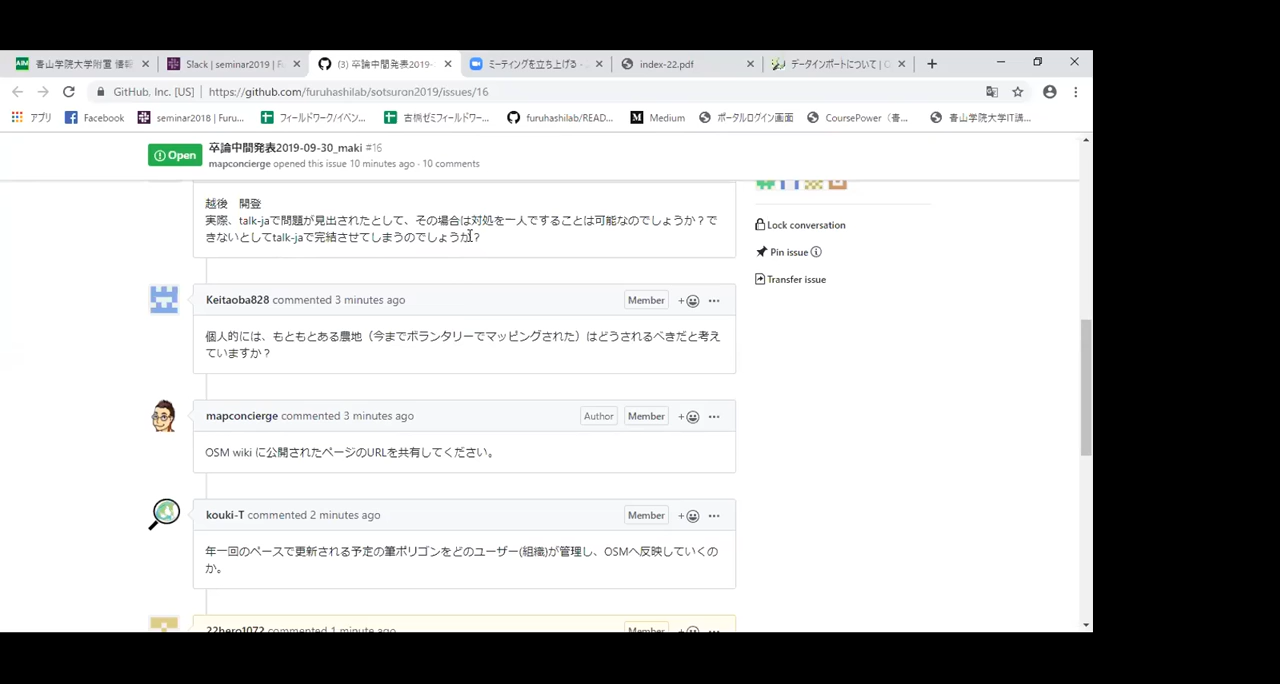 青山学院大学附置 情報
Slack | seminar2019 | Fu
(3) 卒論中間発表2019-
ミーティングを立ち上げる -
index-22.pdf
データインポートについて | O
GitHub, Inc. [US] | https://github.com/furuhashilab/sotsuron2019/issues/16
アプリ Facebook seminar2018 | Furu... フィールドワーク/イベン... 古橋ゼミフィールドワー... furuhashilab/READ... Medium ポータルログイン画面 CoursePower（青... 青山学院大学IT講...
Open
卒論中間発表2019-09-30_maki #16
mapconcierge opened this issue 10 minutes ago · 10 comments
越後 開登
実際、talk-jaで問題が見出されたとして、その場合は対処を一人ですることは可能なのでしょうか？で
きないとしてtalk-jaで完結させてしまうのでしょうか?
Lock conversation
Pin issue
Transfer issue
Keitaoba828 commented 3 minutes ago Member
個人的には、もともとある農地（今までボランタリーでマッピングされた）はどうされるべきだと考え
ていますか？
mapconcierge commented 3 minutes ago Author Member
OSM wiki に公開されたページのURLを共有してください。
kouki-T commented 2 minutes ago Member
年一回のペースで更新される予定の筆ポリゴンをどのユーザー(組織)が管理し、OSMへ反映していくの
か。
22hero1072 commented 1 minute ago Member